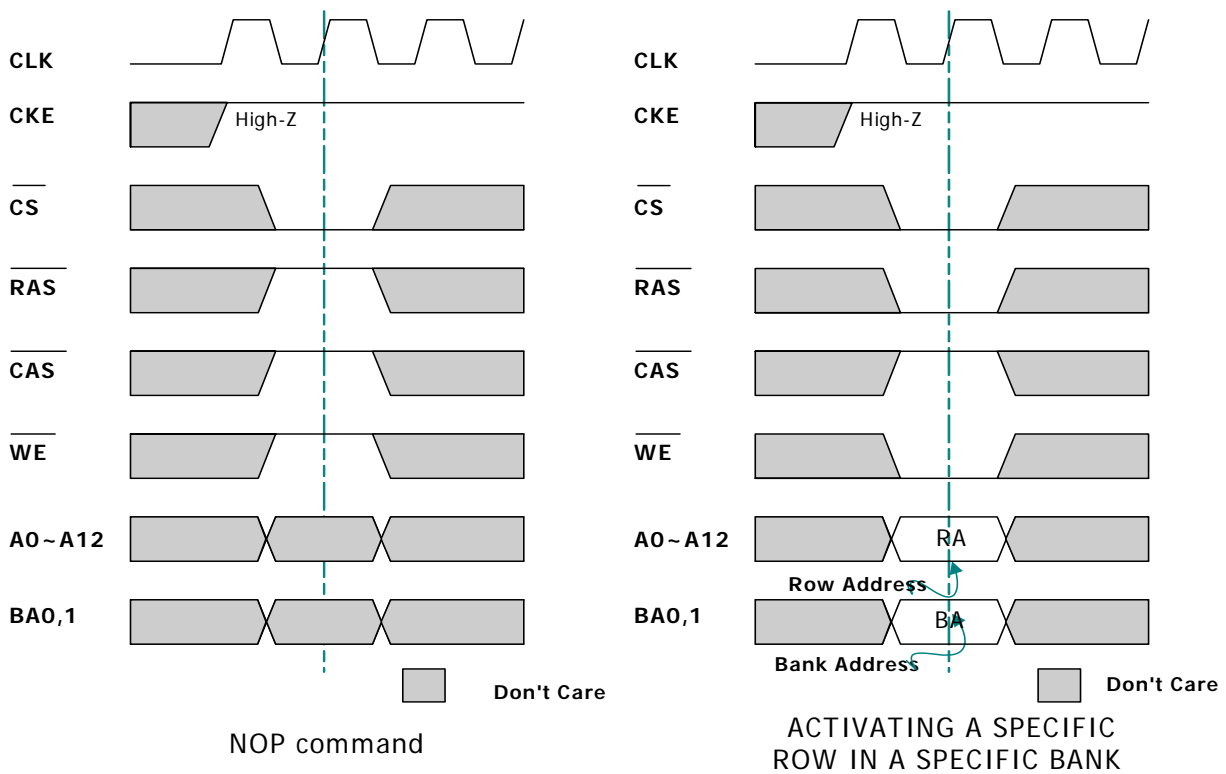 CLK
CKE
High-Z
CS
RAS
CAS
WE
A0~A12
BA0,1
Don't Care
NOP command
CLK
CKE
High-Z
CS
RAS
CAS
WE
A0~A12
RA
Row Address
BA0,1
BA
Bank Address
Don't Care
ACTIVATING A SPECIFIC
ROW IN A SPECIFIC BANK